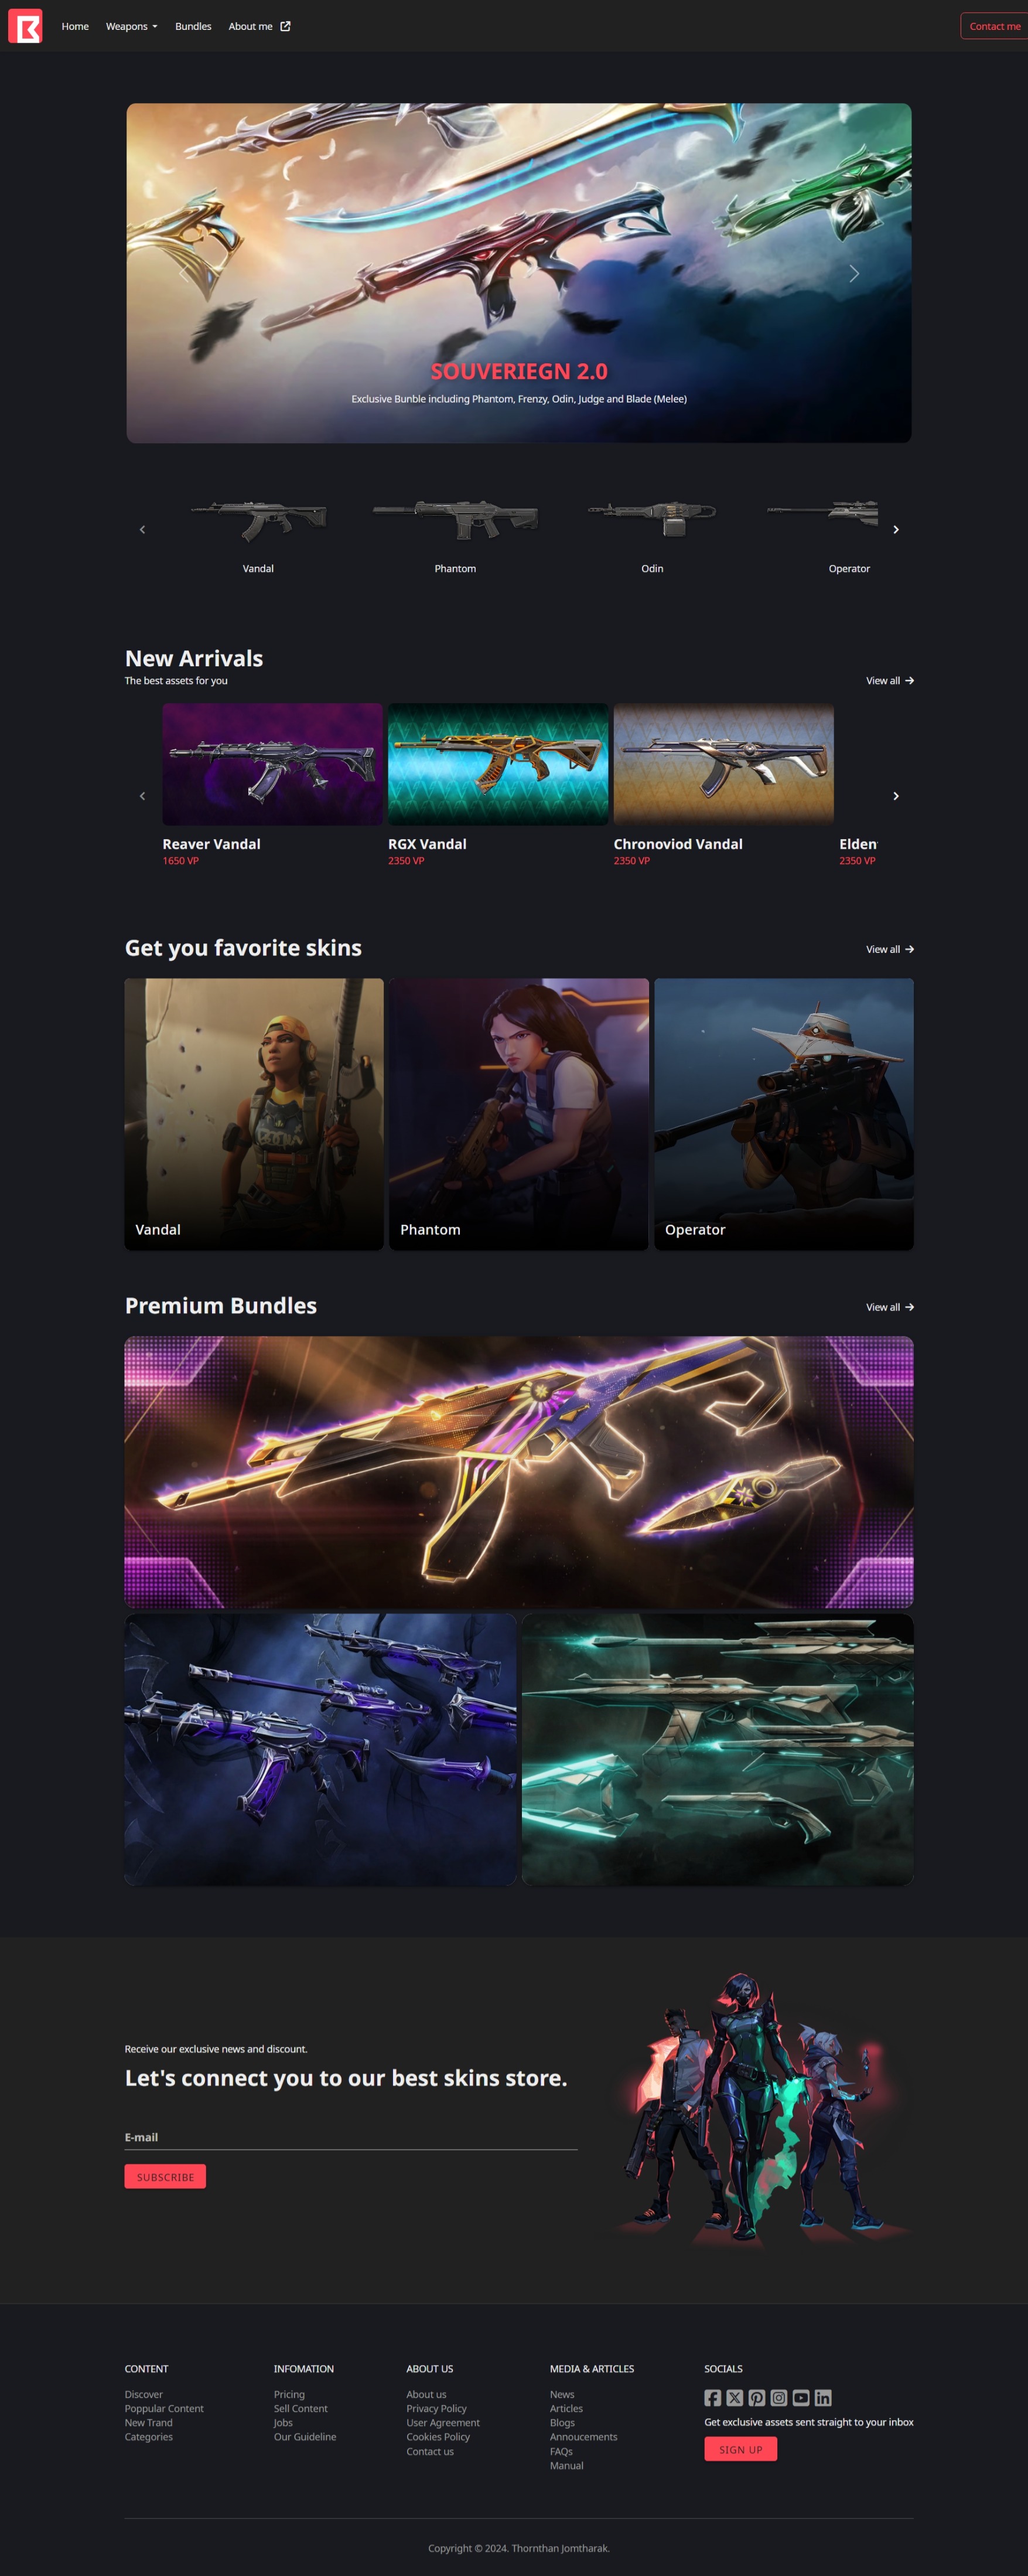 Home Weapons Bundles About me Contact me
SOUVERIEGN 2.0
Exclusive Bunble including Phantom, Frenzy, Odin, Judge and Blade (Melee)
Vandal Phantom Odin Operator
New Arrivals
The best assets for you View all
Reaver Vandal RGX Vandal Chronoviod Vandal Elden
1650 VP 2350 VP 2350 VP 2350 VP
Get you favorite skins View all
Vandal Phantom Operator
Premium Bundles View all
Receive our exclusive news and discount.
Let's connect you to our best skins store.
E-mail
SUBSCRIBE
CONTENT INFOMATION ABOUT US MEDIA & ARTICLES SOCIALS
Discover Pricing About us News
Poppular Content Sell Content Privacy Policy Articles
New Trand Jobs User Agreement Blogs Get exclusive assets sent straight to your inbox
Categories Our Guideline Cookies Policy Annoucements
Contact us FAQs SIGN UP
Manual
Copyright © 2024. Thornthan Jomtharak.